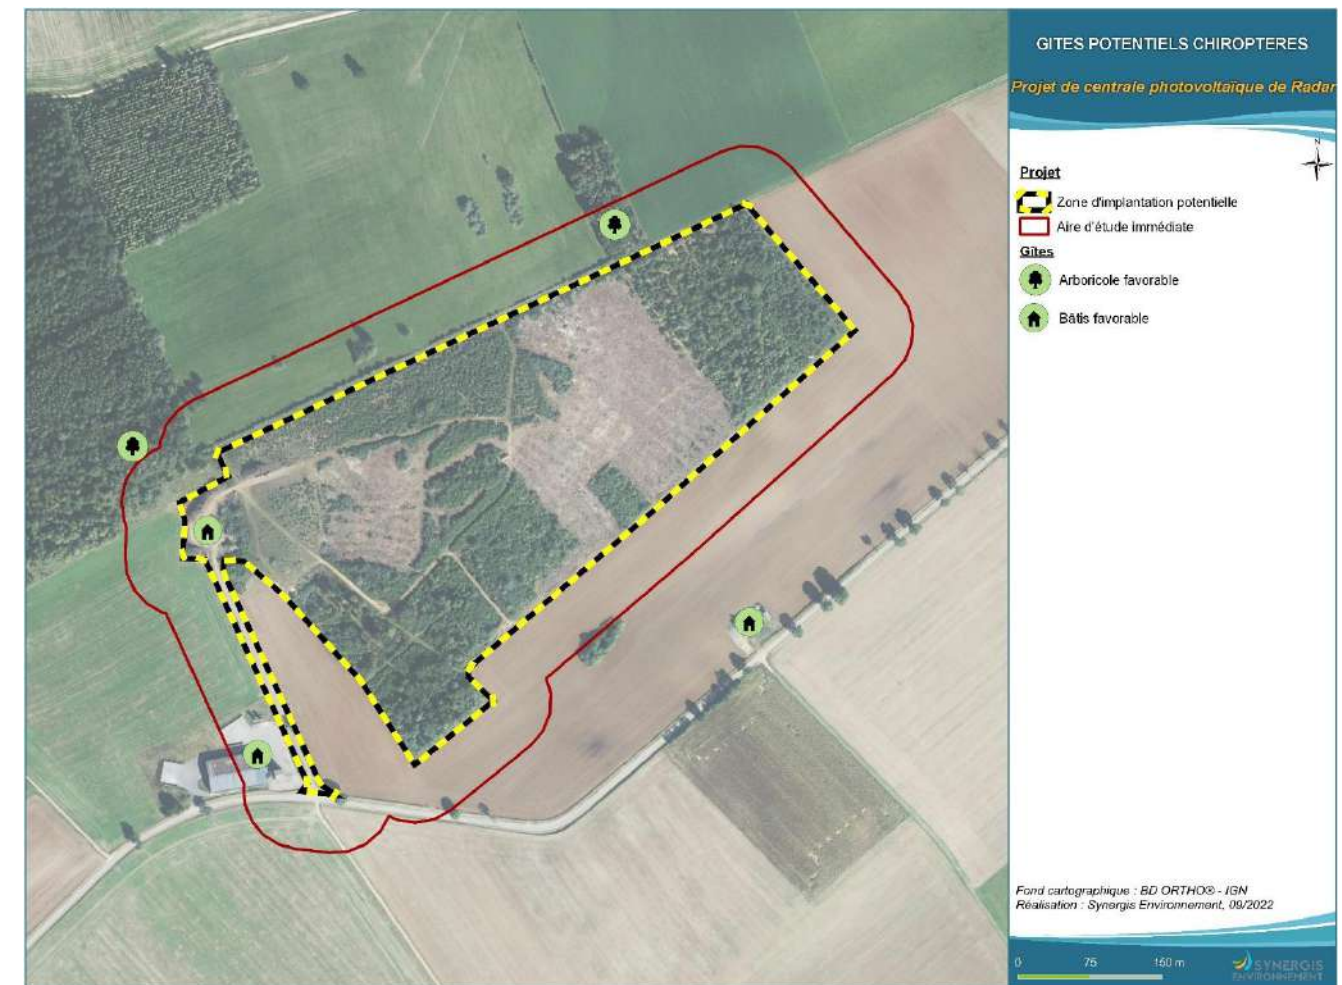 GITES POTENTIELS CHIROPTERES
Projet de centrale photovoltaïque de Radar
N
Projet
Zone d'implantation potentielle
Aire d'étude immédiate
Gîtes
Arboricole favorable
Bâtis favorable
Fond cartographique : BD ORTHO® - IGN
Réalisation : Synergis Environnement, 09/2022
0 75 150 m
SYNERGIS
ENVIRONNEMENT